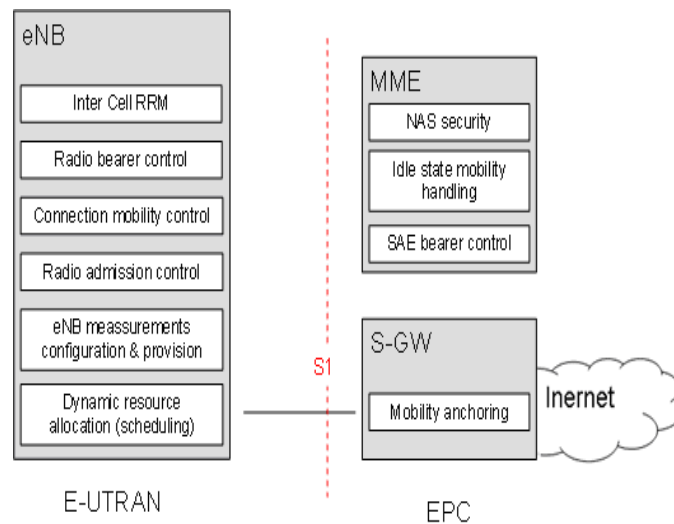 eNB
Inter Cell RRM
Radio bearer control
Connection mobility control
Radio admission control
eNB meassurements
configuration & provision
Dynamic resource
allocation (scheduling)
E-UTRAN
S1
MME
NAS security
Idle state mobility
handling
SAE bearer control
S-GW
Mobility anchoring
Inernet
EPC